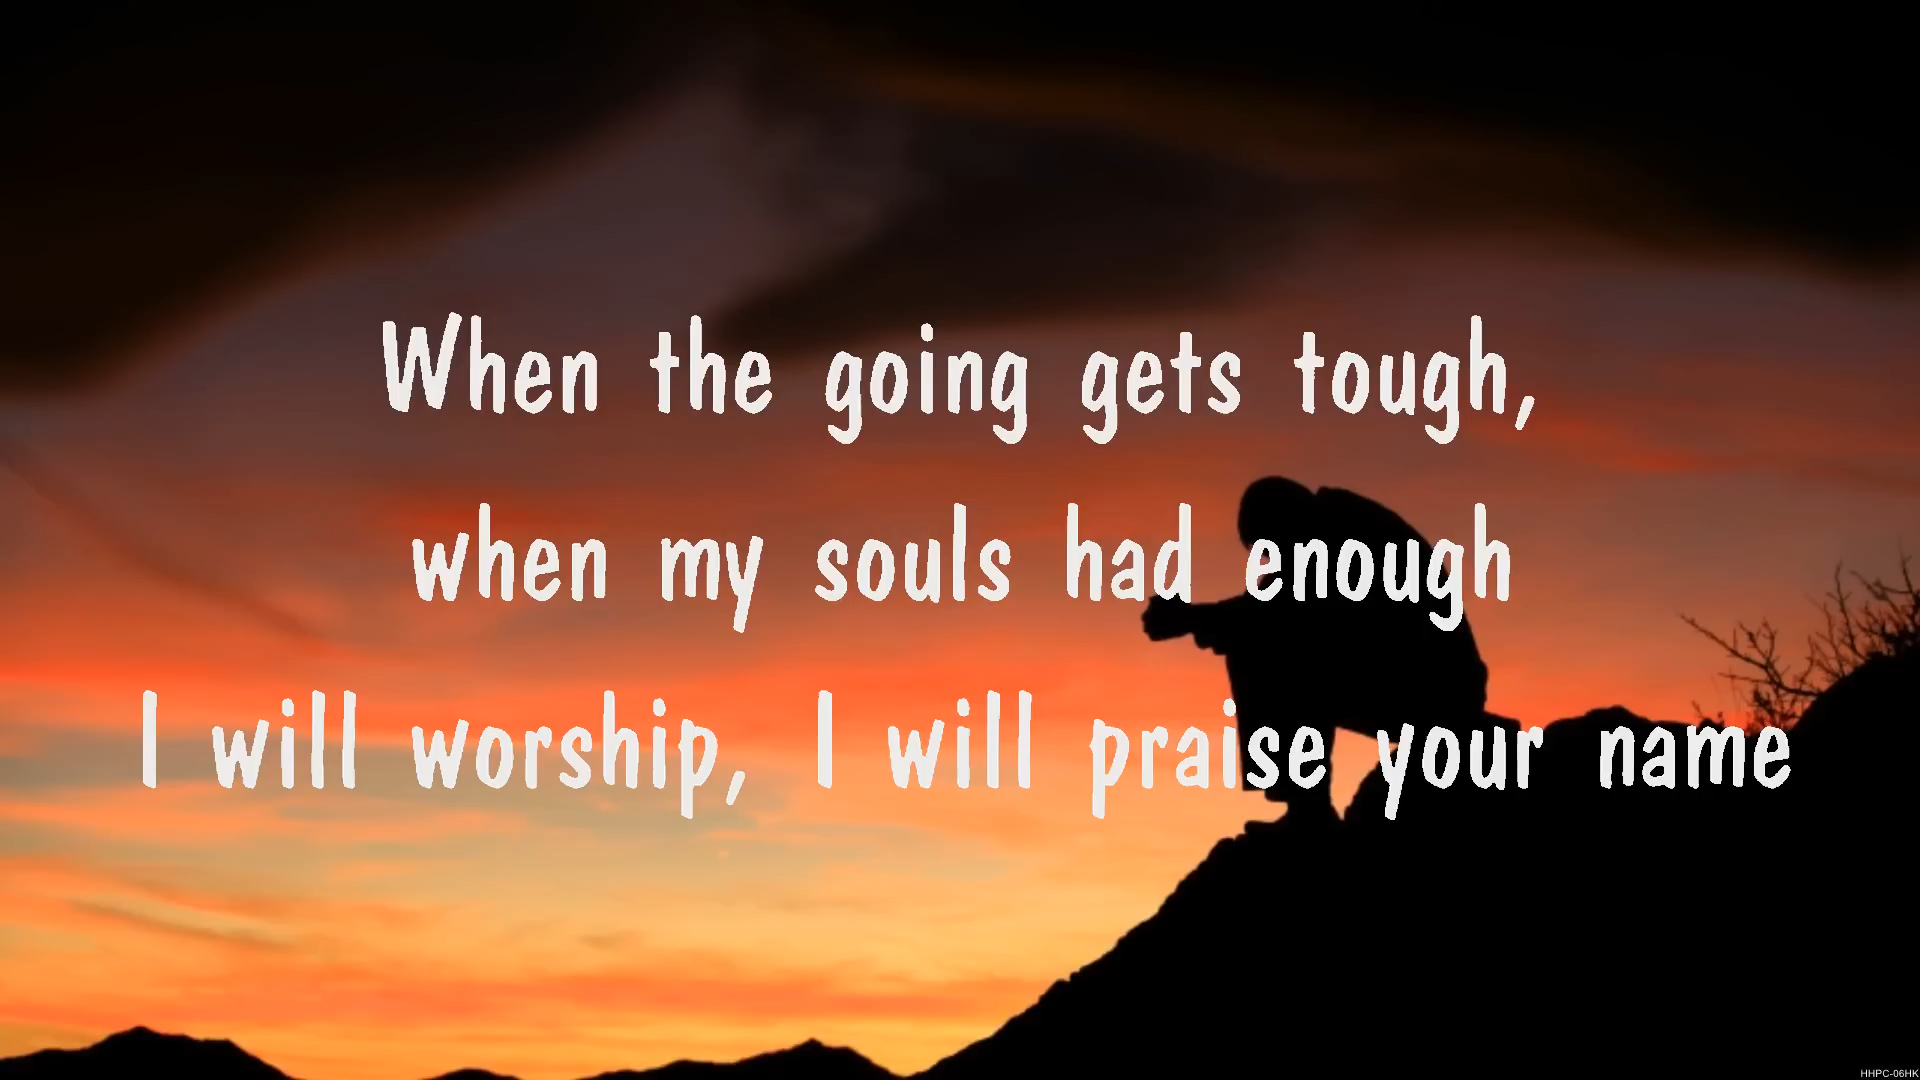 When the going gets tough,
when my souls had enough
I will worship, I will praise your name
HHPC-06HK